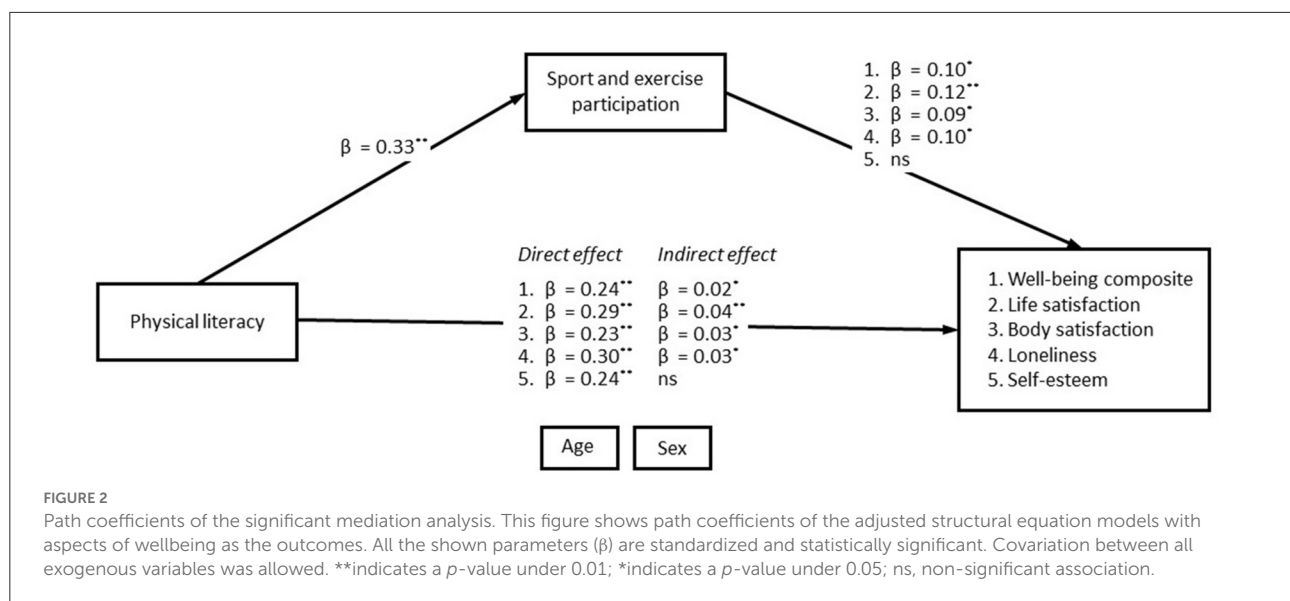 Sport and exercise
participation
1. β = 0.10*
2. β = 0.12**
3. β = 0.09*
4. β = 0.10*
5. ns
β = 0.33**
Physical literacy
Direct effect
1. β = 0.24**
2. β = 0.29**
3. β = 0.23**
4. β = 0.30**
5. β = 0.24**
Indirect effect
β = 0.02*
β = 0.04**
β = 0.03*
β = 0.03*
ns
1. Well-being composite
2. Life satisfaction
3. Body satisfaction
4. Loneliness
5. Self-esteem
Age
Sex
FIGURE 2
Path coefficients of the significant mediation analysis. This figure shows path coefficients of the adjusted structural equation models with
aspects of wellbeing as the outcomes. All the shown parameters (β) are standardized and statistically significant. Covariation between all
exogenous variables was allowed. **indicates a p-value under 0.01; *indicates a p-value under 0.05; ns, non-significant association.